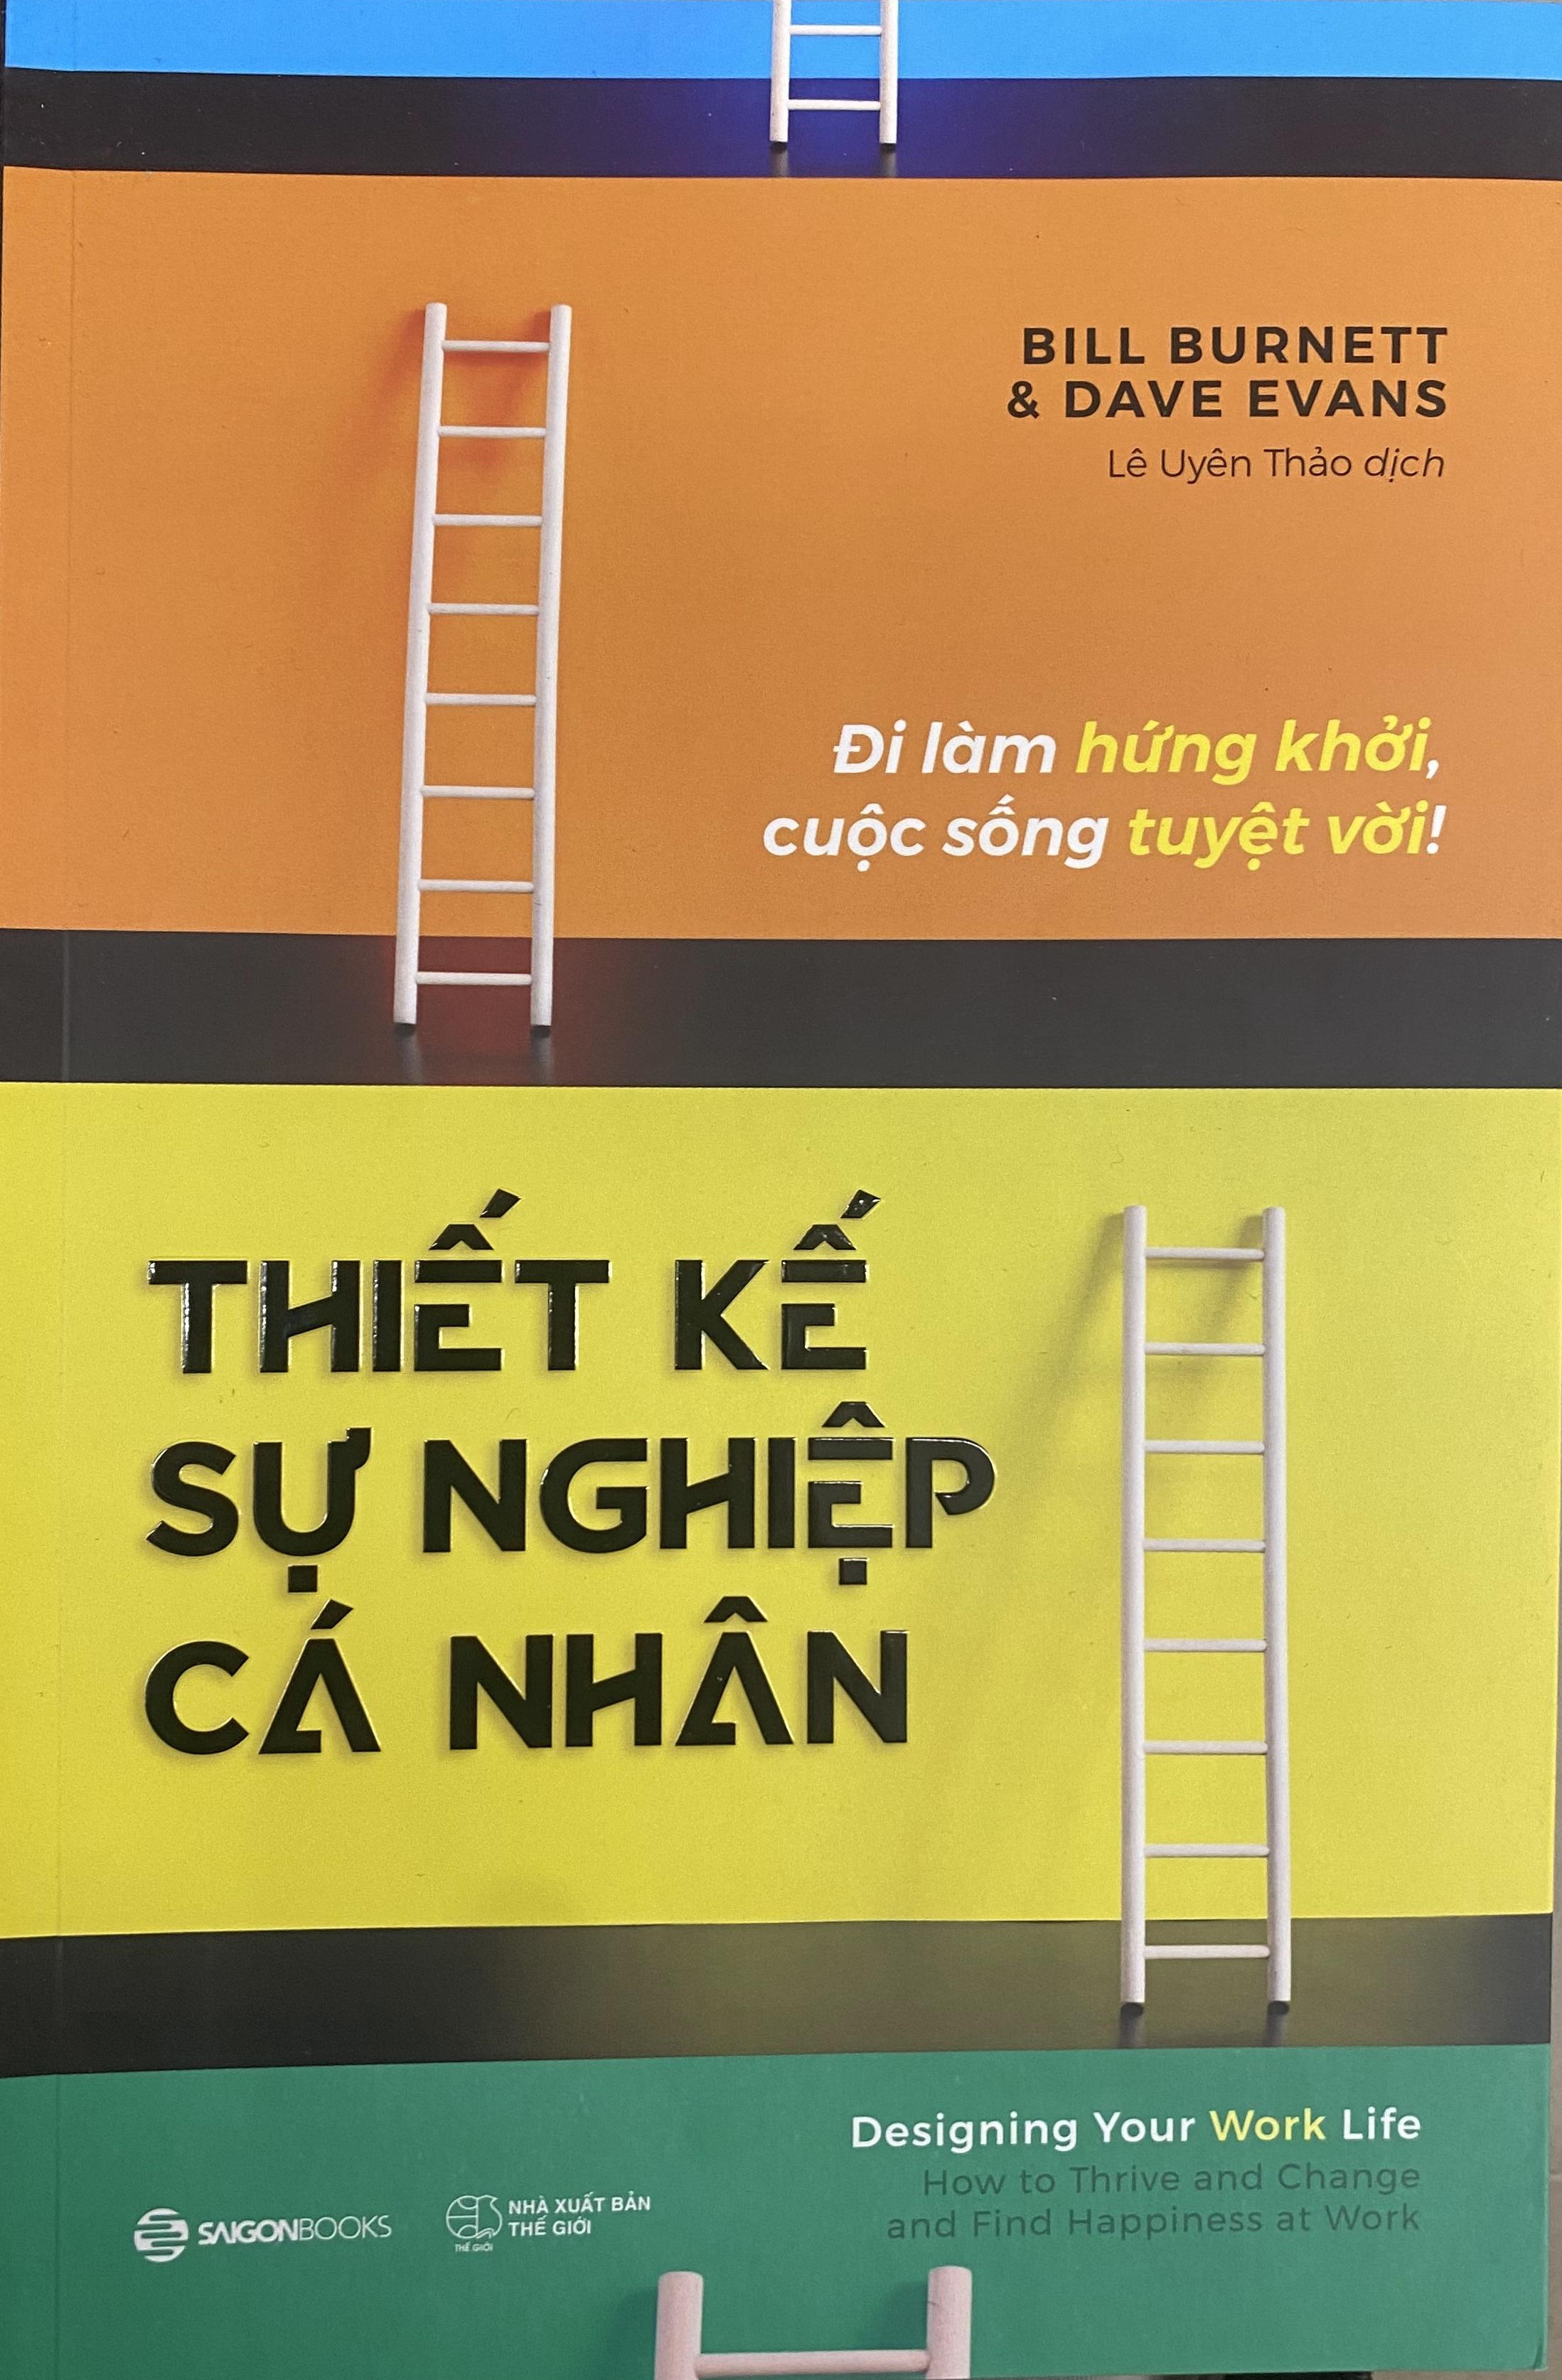 BILL BURNETT
& DAVE EVANS
Lê Uyên Thảo dịch
Đi làm hứng khởi,
cuộc sống tuyệt vời!
THIẾT KẾ
SỰ NGHIỆP
CÁ NHÂN
Designing Your Work Life
How to Thrive and Change
and Find Happiness at Work
SAIGONBOOKS
NHÀ XUẤT BẢN
THẾ GIỚI
THẾ GIỚI